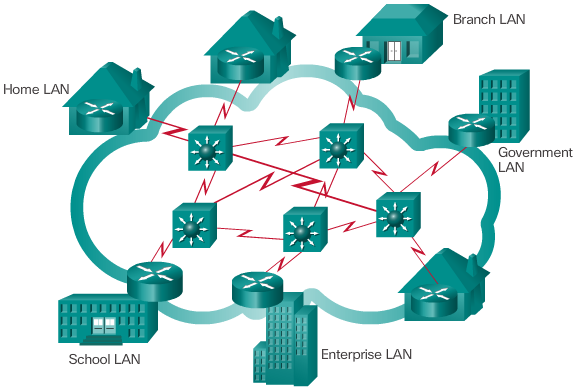 Branch LAN
Home LAN
Government
LAN
School LAN
Enterprise LAN